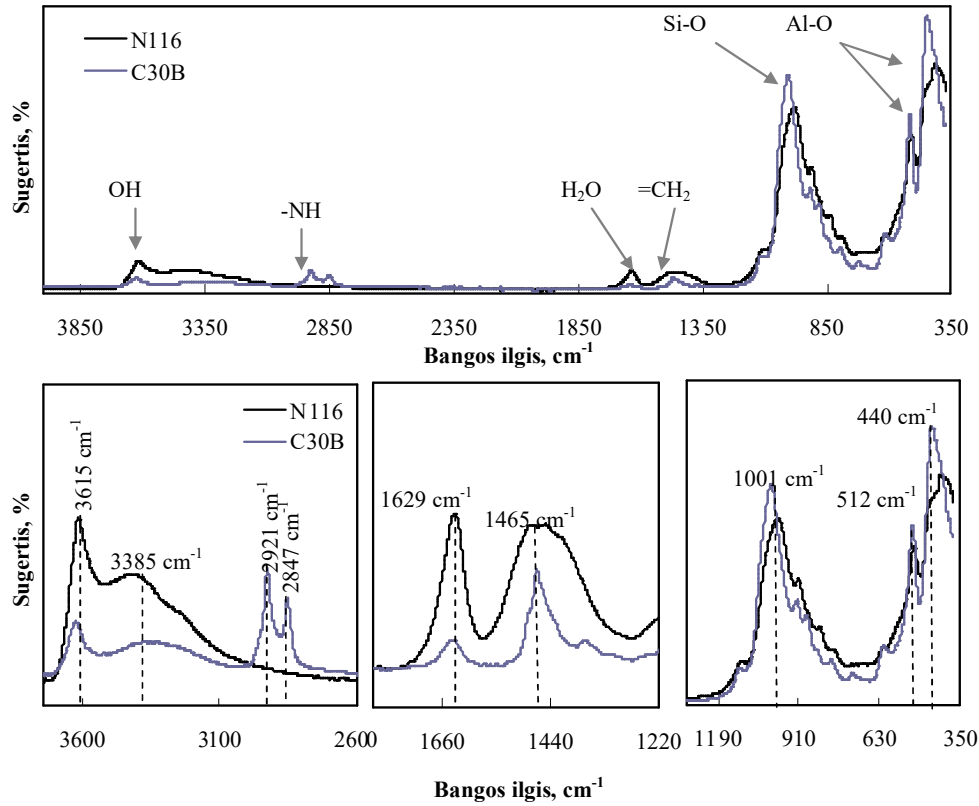 Si-O
Al-O
N116
C30B
Sugertis, %
OH
-NH
H₂O
=CH₂
3850 3350 2850 2350 1850 1350 850 350
Bangos ilgis, cm⁻¹
N116
C30B
Sugertis, %
3615 cm⁻¹
3385 cm⁻¹
2921 cm⁻¹
2847 cm⁻¹
3600 3100 2600
1629 cm⁻¹
1465 cm⁻¹
1660 1440 1220
440 cm⁻¹
1001 cm⁻¹
512 cm⁻¹
1190 910 630 350
Bangos ilgis, cm⁻¹